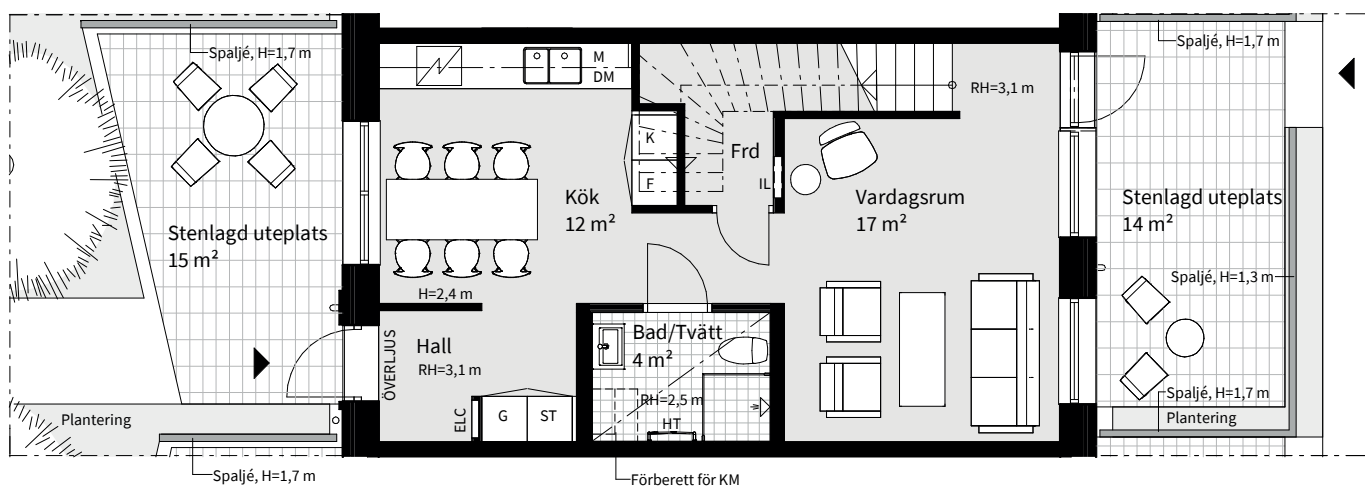 Spaljé, H=1,7 m
Stenlagd uteplats
15 m²
Plantering
Spaljé, H=1,7 m
M
DM
K
F
Kök
12 m²
H=2,4 m
ÖVERLJUS
Hall
RH=3,1 m
ELC
G
ST
Bad/Tvätt
4 m²
RH=2,5 m
HT
Förberett för KM
Frd
IL
RH=3,1 m
Vardagsrum
17 m²
Spaljé, H=1,7 m
Stenlagd uteplats
14 m²
Spaljé, H=1,3 m
Spaljé, H=1,7 m
Plantering